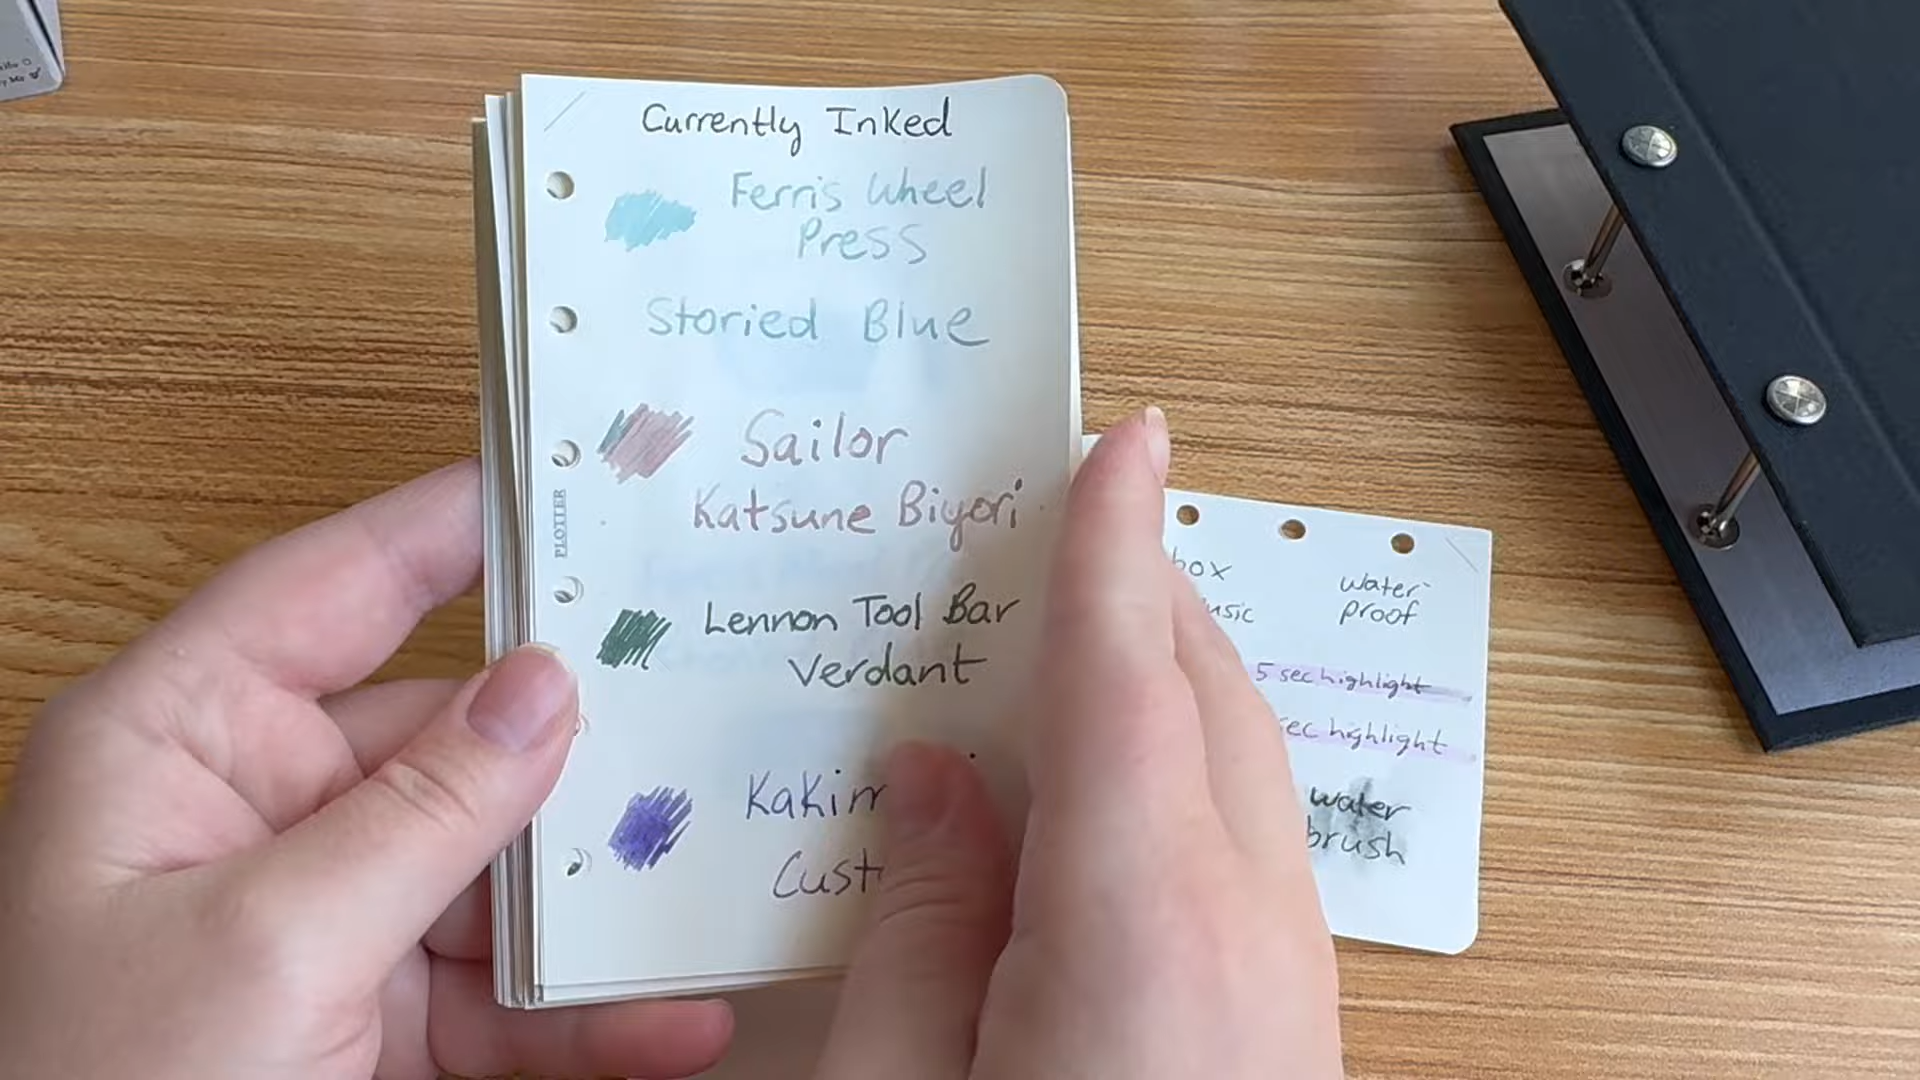 Currently Inked
Ferris Wheel
Press
Storied Blue
Sailor
Katsune Biyori
Lennon Tool Bar
Verdant
PLOTTER
water-
proof
5 sec highlight
sec highlight
water
brush